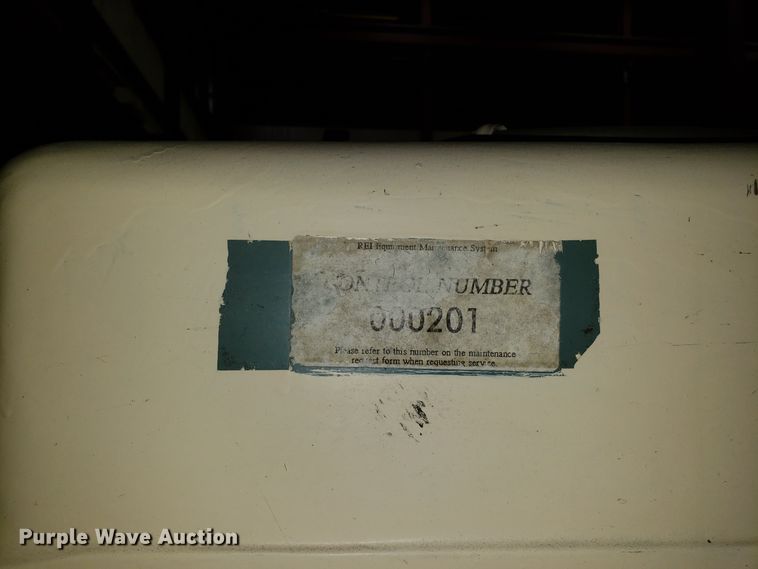 REI Equipment Maintenance System
CONTROL NUMBER
000201
Please refer to this number on the maintenance
request form when requesting service.
Purple Wave Auction